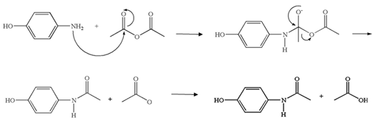 HO NH₂ + O O O HO N H O⁻ O O
HO N H O + O O HO N H O + O OH